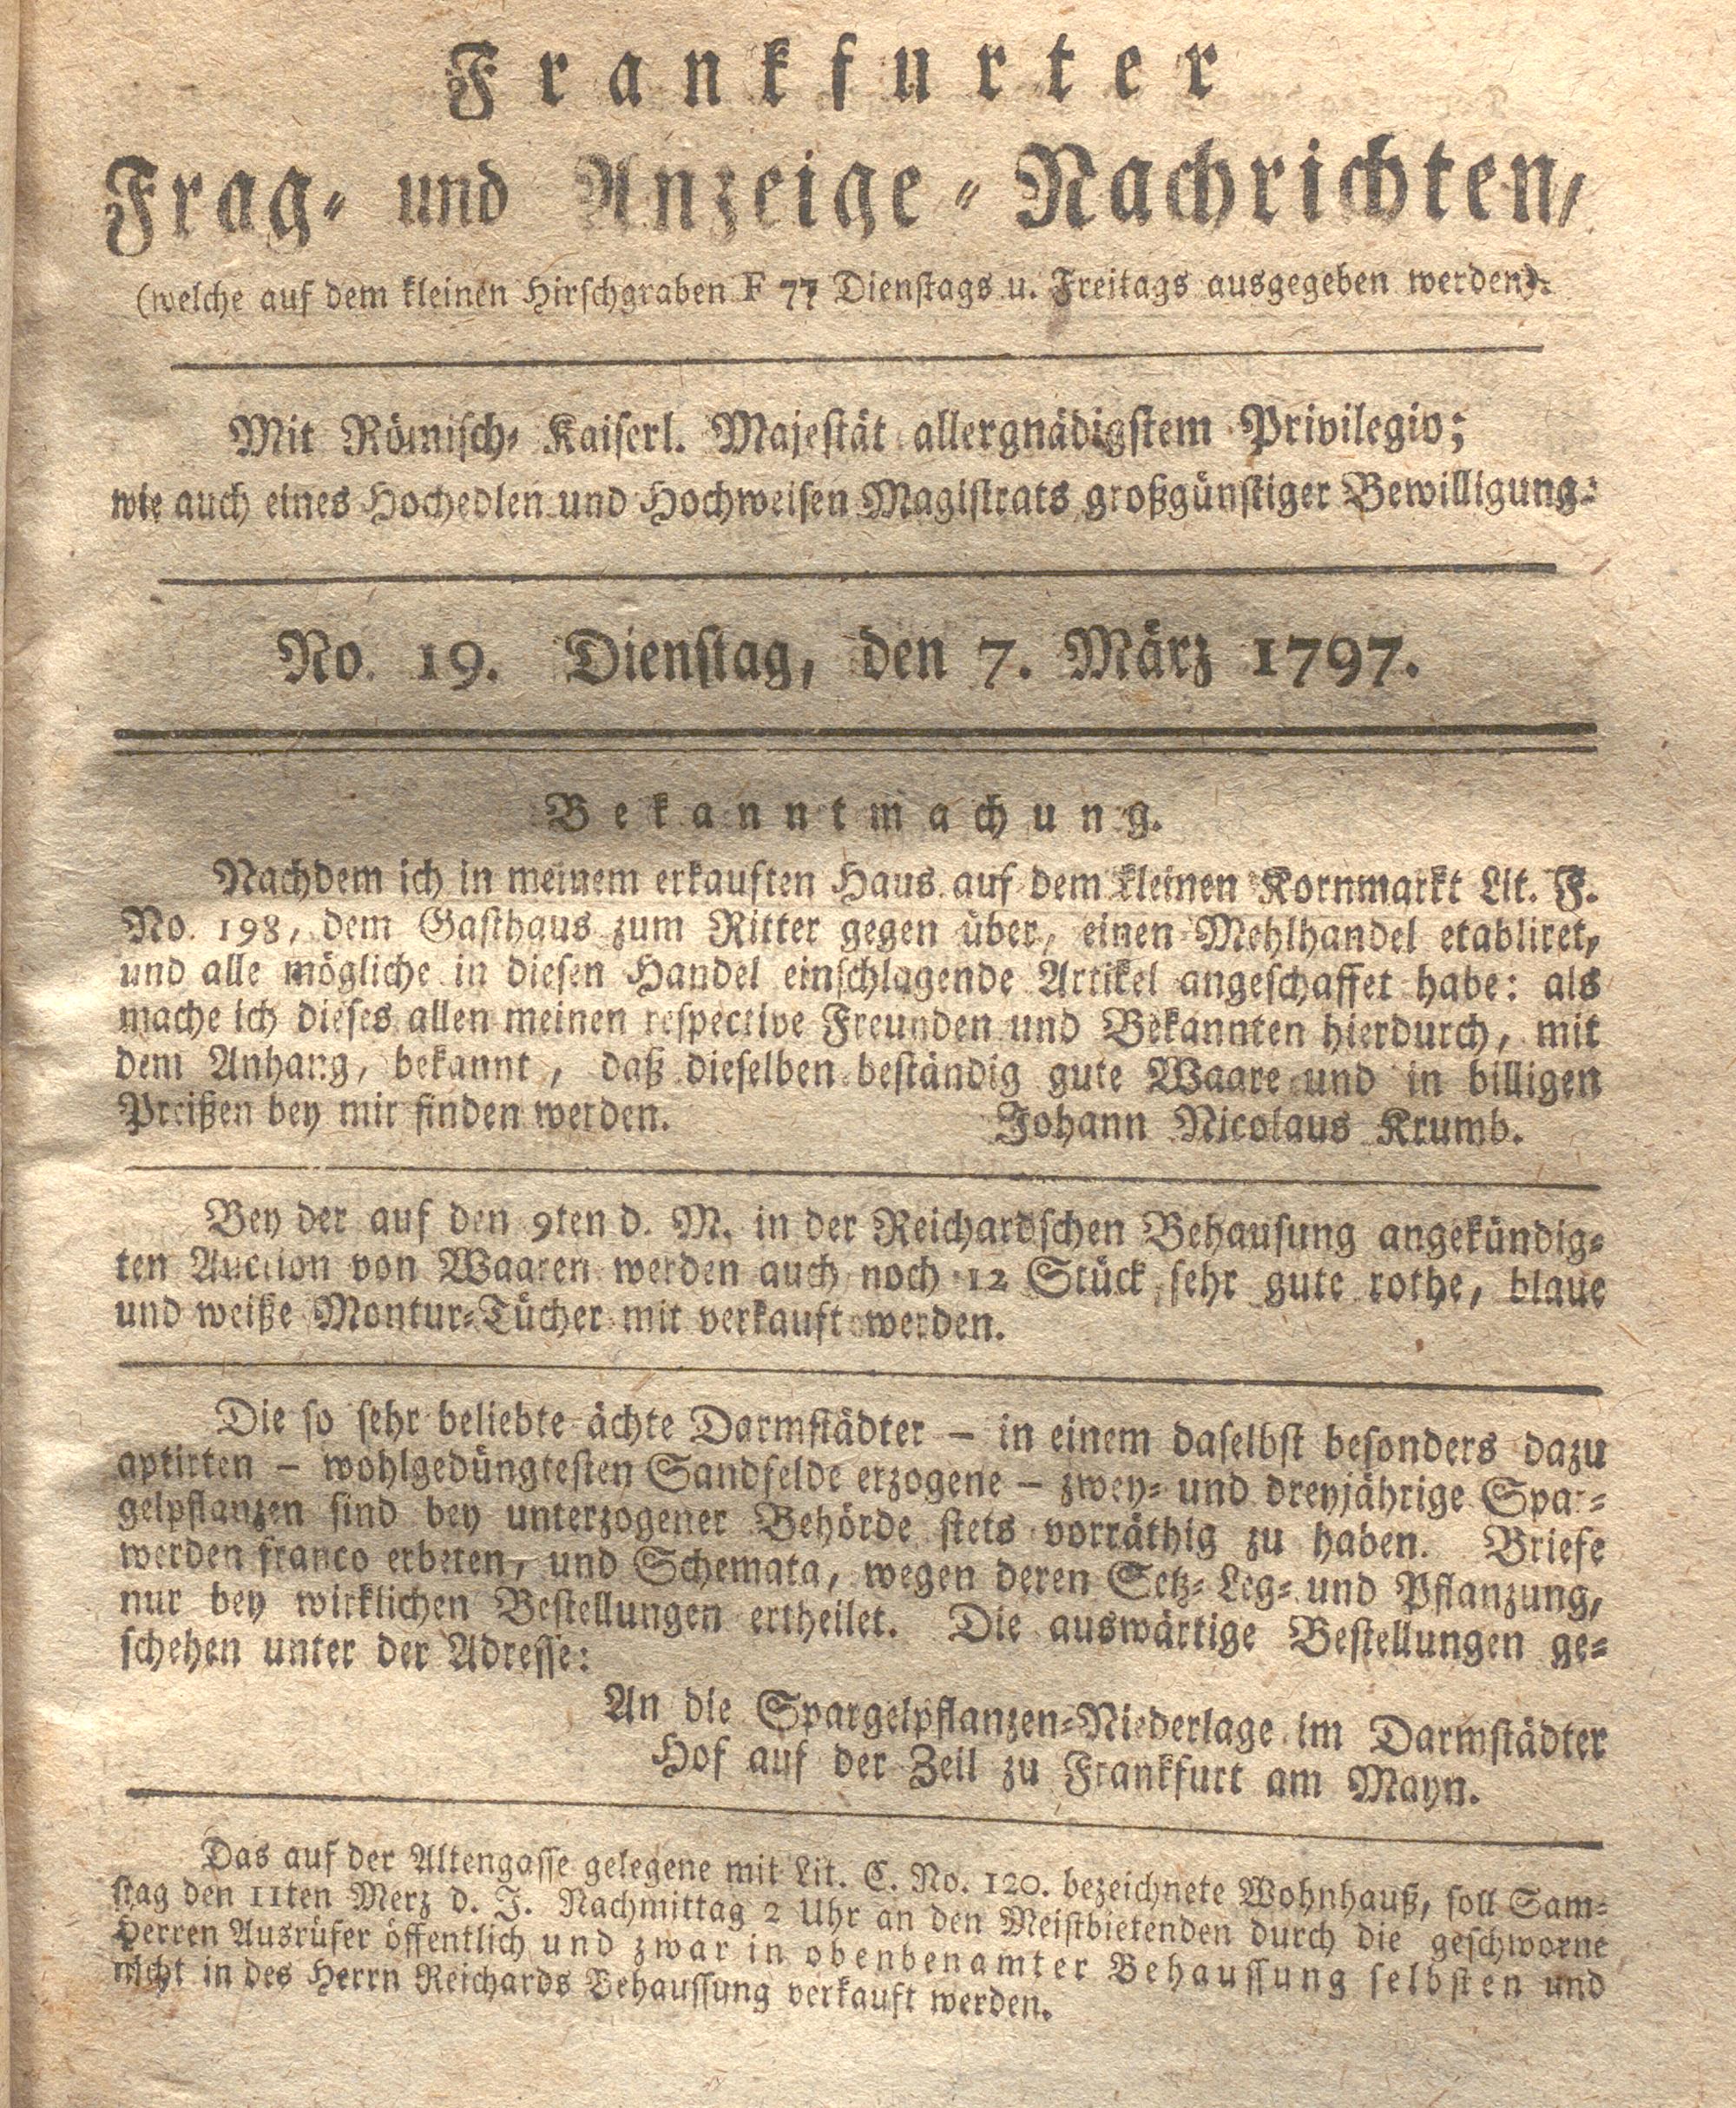 Frankfurter
Frag- und Anzeige-Nachrichten,
(welche auf dem kleinen Hirschgraben F 77 Dienstags u. Freitags ausgegeben werden).
Mit Römisch- Kaiserl. Majestät allergnädigstem Privilegio;
wie auch eines Hochedlen und Hochweisen Magistrats großgünstiger Bewilligung.
No. 19. Dienstag, den 7. März 1797.
Bekanntmachung.
Nachdem ich in meinem erkauften Haus auf dem kleinen Kornmarkt Lit. F.
No. 198, dem Gasthaus zum Ritter gegen über, einen Mehlhandel etabliret,
und alle mögliche in diesen Handel einschlagende Artikel angeschaffet habe: als
mache ich dieses allen meinen respective Freunden und Bekannten hierdurch, mit
dem Anhang, bekannt, daß dieselben beständig gute Waare und in billigen
Preißen bey mir finden werden.
Johann Nicolaus Krumb.
Bey der auf den 9ten d. M. in der Reichardschen Behausung angekündig-
ten Auction von Waaren werden auch noch 12 Stück sehr gute rothe, blaue
und weiße Montur-Tücher mit verkauft werden.
Die so sehr beliebte ächte Darmstädter – in einem daselbst besonders dazu
aptirten – wohlgedüngtesten Sandfelde erzogene – zwey- und dreyjährige Spar-
gelpflanzen sind bey unterzogener Behörde stets vorräthig zu haben. Briefe
werden franco erbeten, und Schemata, wegen deren Setz- Leg- und Pflanzung,
nur bey wirklichen Bestellungen ertheilet. Die auswärtige Bestellungen ge-
schehen unter der Adresse:
An die Spargelpflanzen-Niederlage im Darmstädter
Hof auf der Zeil zu Frankfurt am Mayn.
Das auf der Altengasse gelegene mit Lit. C. No. 120. bezeichnete Wohnhauß, soll Sam-
stag den 11ten Merz d. J. Nachmittag 2 Uhr an den Meistbietenden durch die geschworne
Herren Ausrüfer öffentlich und zwar in obenbenamter Behaussung selbsten und
nicht in des Herrn Reichards Behaussung verkauft werden.